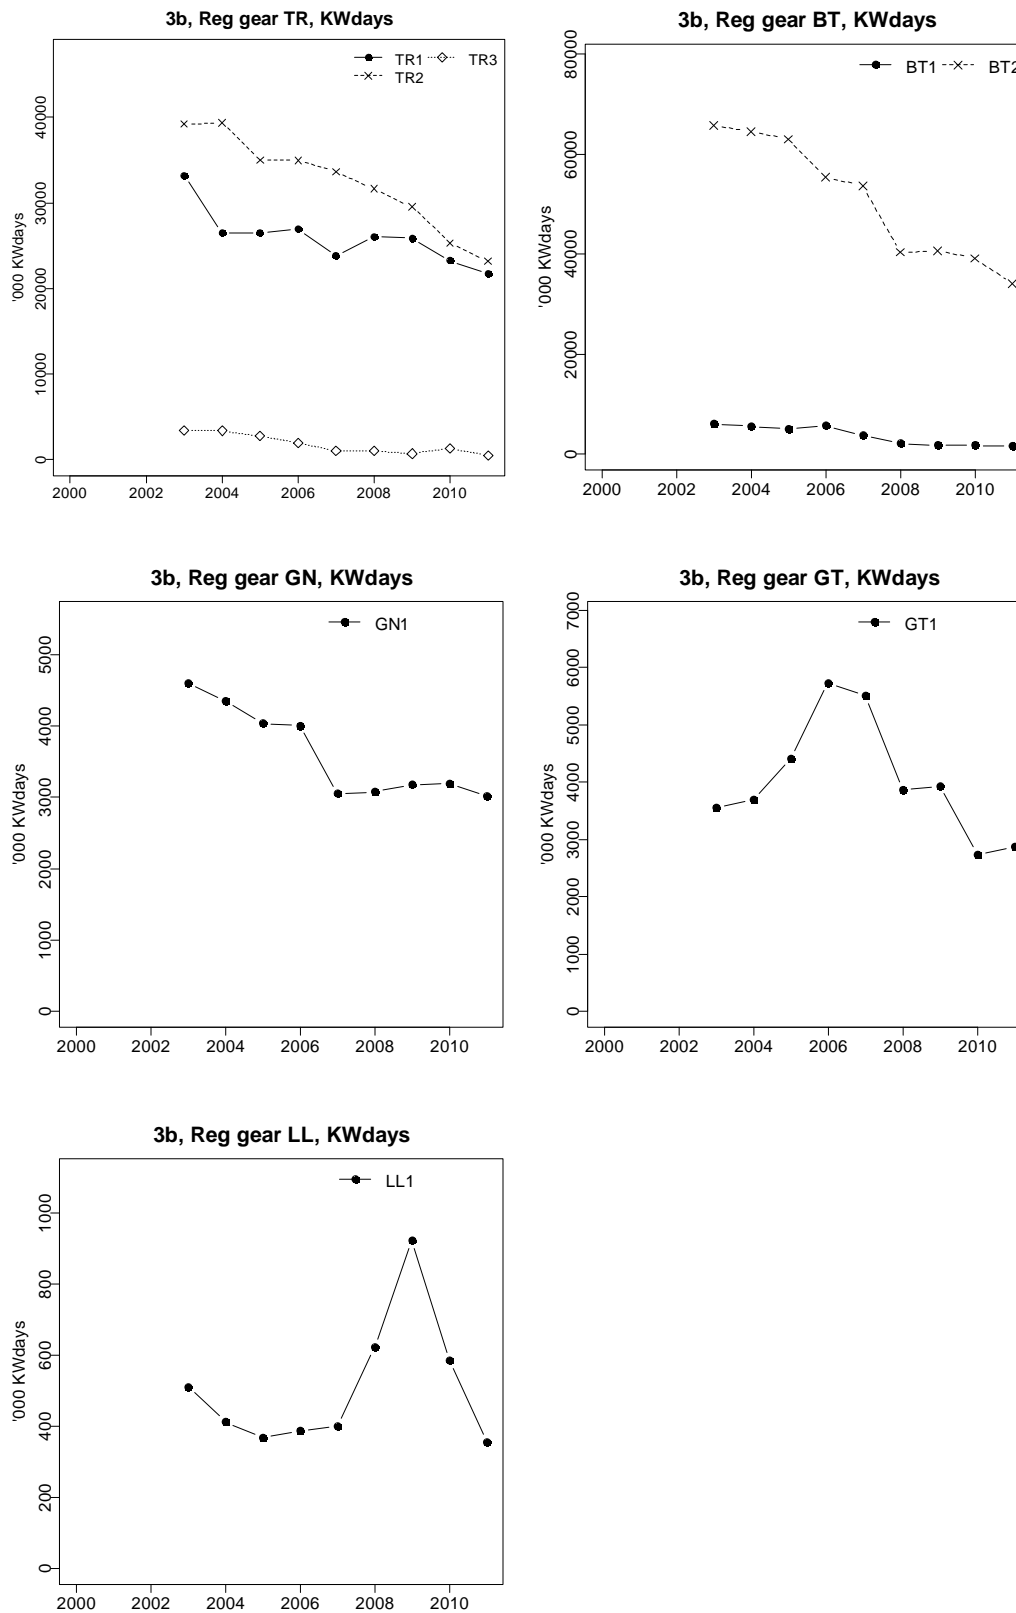 3b, Reg gear TR, KWdays
TR1 TR3
TR2
'000 KWdays
40000
30000
20000
10000
0
2000 2002 2004 2006 2008 2010
3b, Reg gear BT, KWdays
BT1 BT2
'000 KWdays
80000
60000
40000
20000
0
2000 2002 2004 2006 2008 2010
3b, Reg gear GN, KWdays
GN1
'000 KWdays
5000
4000
3000
2000
1000
0
2000 2002 2004 2006 2008 2010
3b, Reg gear GT, KWdays
GT1
'000 KWdays
7000
6000
5000
4000
3000
2000
1000
0
2000 2002 2004 2006 2008 2010
3b, Reg gear LL, KWdays
LL1
'000 KWdays
1000
800
600
400
200
0
2000 2002 2004 2006 2008 2010